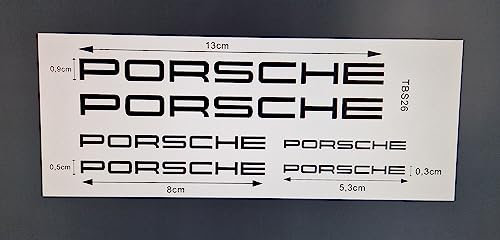 13cm
0,9cm PORSCHE
PORSCHE
TBS26
PORSCHE PORSCHE
0,5cm PORSCHE PORSCHE 0,3cm
8cm 5,3cm